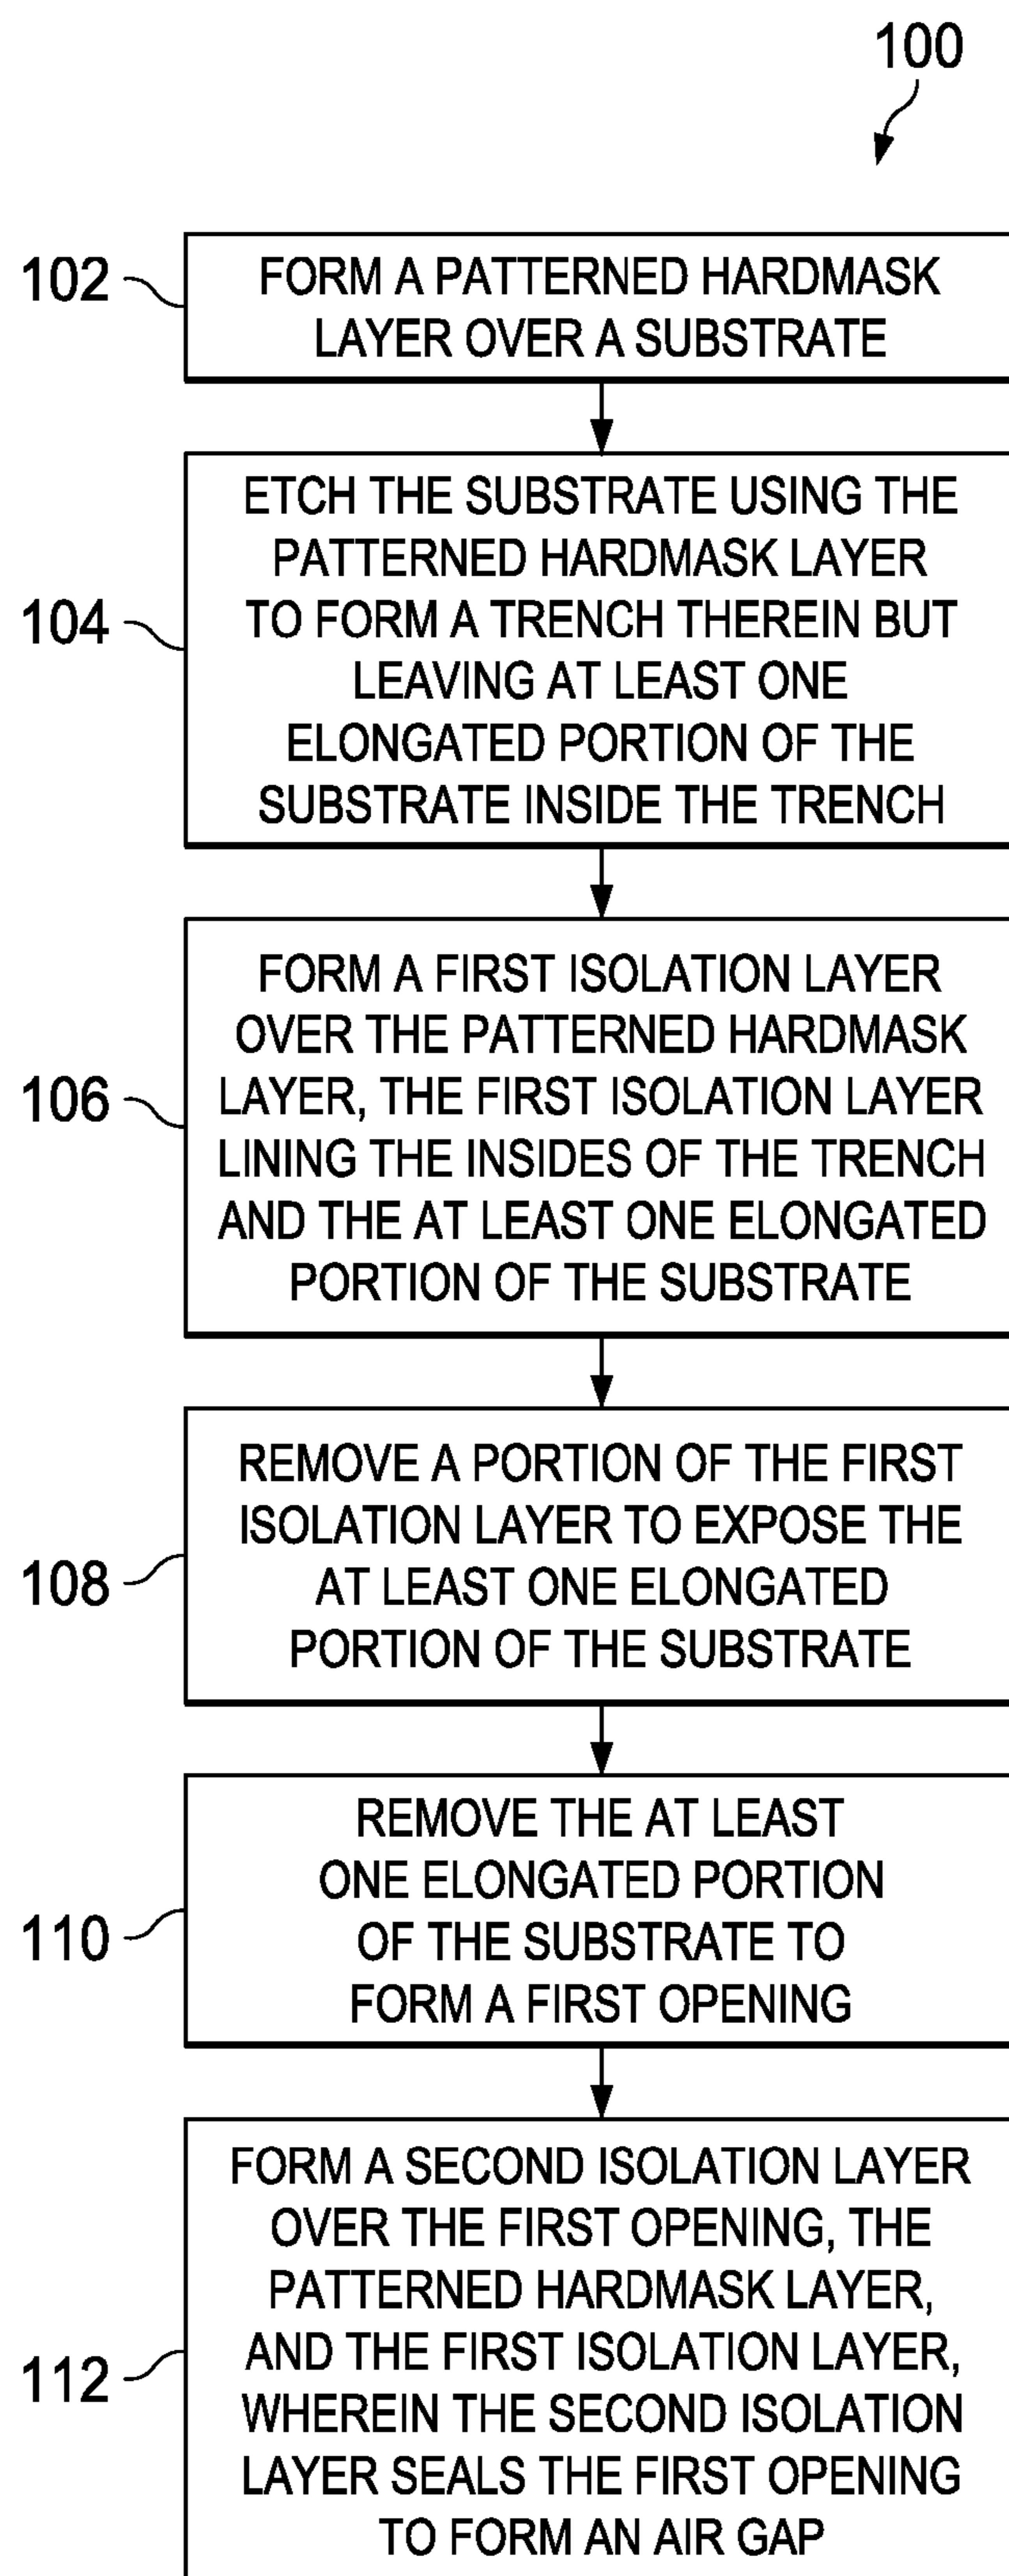 100
102
FORM A PATTERNED HARDMASK
LAYER OVER A SUBSTRATE
104
ETCH THE SUBSTRATE USING THE
PATTERNED HARDMASK LAYER
TO FORM A TRENCH THEREIN BUT
LEAVING AT LEAST ONE
ELONGATED PORTION OF THE
SUBSTRATE INSIDE THE TRENCH
106
FORM A FIRST ISOLATION LAYER
OVER THE PATTERNED HARDMASK
LAYER, THE FIRST ISOLATION LAYER
LINING THE INSIDES OF THE TRENCH
AND THE AT LEAST ONE ELONGATED
PORTION OF THE SUBSTRATE
108
REMOVE A PORTION OF THE FIRST
ISOLATION LAYER TO EXPOSE THE
AT LEAST ONE ELONGATED
PORTION OF THE SUBSTRATE
110
REMOVE THE AT LEAST
ONE ELONGATED PORTION
OF THE SUBSTRATE TO
FORM A FIRST OPENING
112
FORM A SECOND ISOLATION LAYER
OVER THE FIRST OPENING, THE
PATTERNED HARDMASK LAYER,
AND THE FIRST ISOLATION LAYER,
WHEREIN THE SECOND ISOLATION
LAYER SEALS THE FIRST OPENING
TO FORM AN AIR GAP